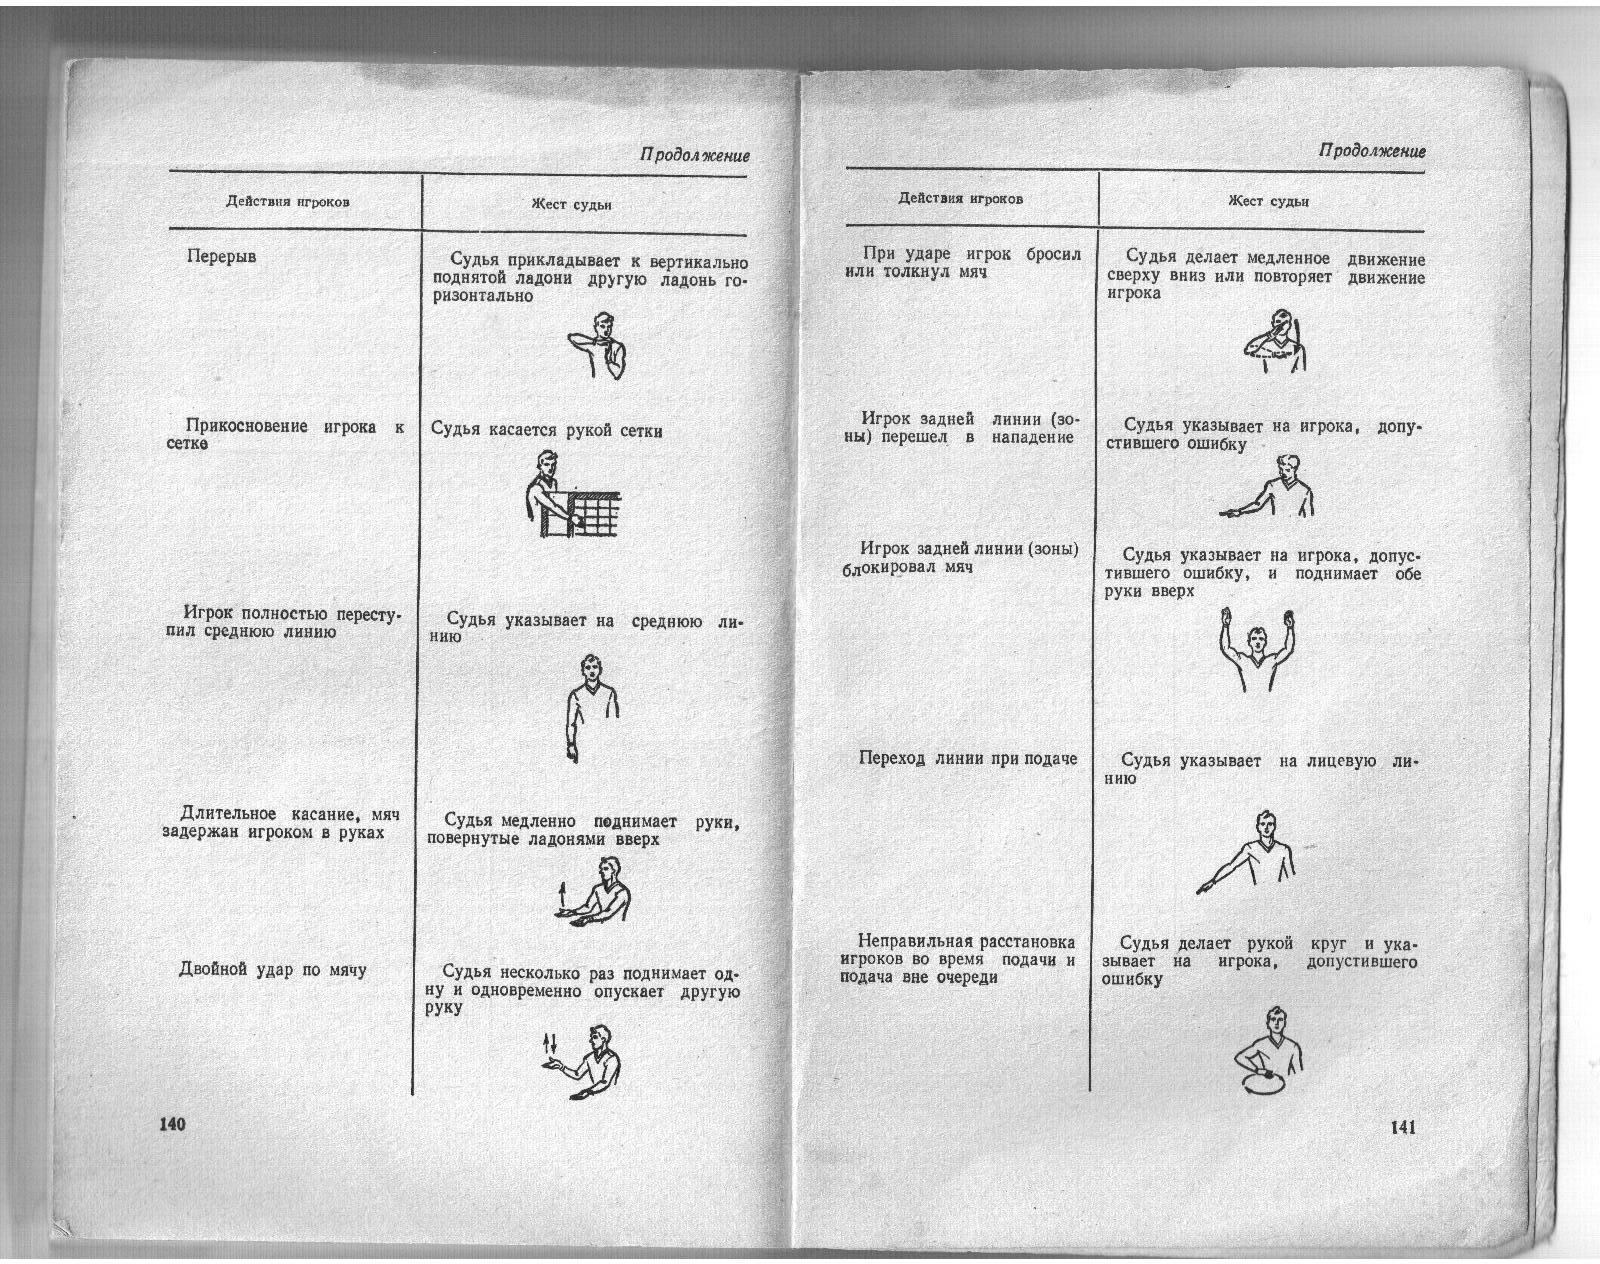 Продолжение
Действия игроков
Жест судьи
Перерыв
Судья прикладывает к вертикально
поднятой ладони другую ладонь го-
ризонтально
Прикосновение игрока к
сетке
Судья касается рукой сетки
Игрок полностью пересту-
пил среднюю линию
Судья указывает на среднюю ли-
нию
Длительное касание, мяч
задержан игроком в руках
Судья медленно поднимает руки,
повернутые ладонями вверх
Двойной удар по мячу
Судья несколько раз поднимает од-
ну и одновременно опускает другую
руку
140
Продолжение
Действия игроков
Жест судьи
При ударе игрок бросил
или толкнул мяч
Судья делает медленное движение
сверху вниз или повторяет движение
игрока
Игрок задней линии (зо-
ны) перешел в нападение
Судья указывает на игрока, допу-
стившего ошибку
Игрок задней линии (зоны)
блокировал мяч
Судья указывает на игрока, допус-
тившего ошибку, и поднимает обе
руки вверх
Переход линии при подаче
Судья указывает на лицевую ли-
нию
Неправильная расстановка
игроков во время подачи и
подача вне очереди
Судья делает рукой круг и ука-
зывает на игрока, допустившего
ошибку
141